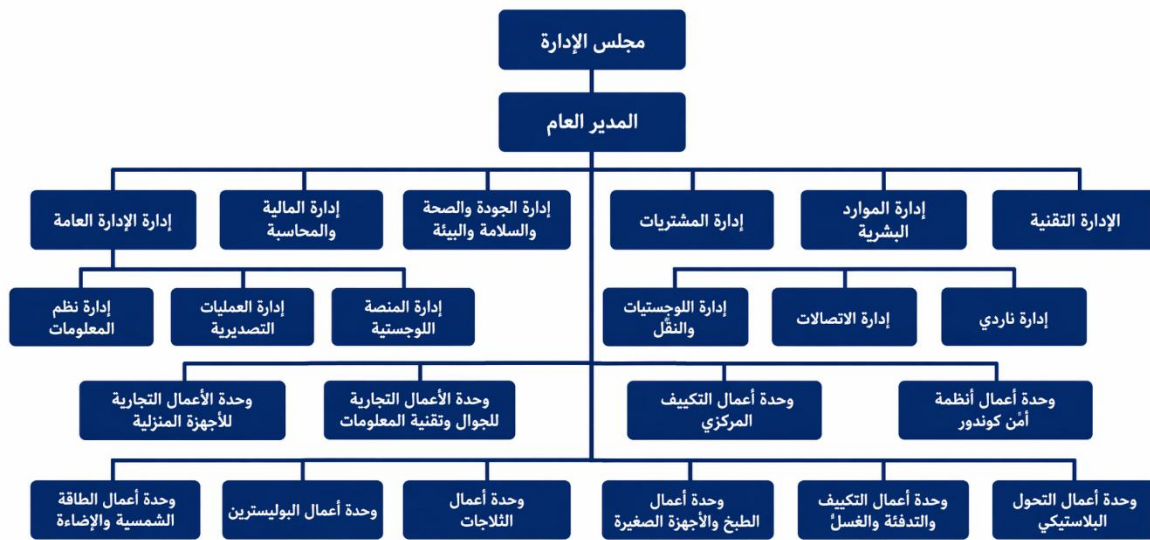 مجلس الإدارة
المدير العام
الإدارة التقنية
إدارة الموارد
البشرية
إدارة المشتريات
إدارة الجودة والصحة
والسلامة والبيئة
إدارة المالية
والمحاسبة
إدارة الإدارة العامة
إدارة ناردي
إدارة الاتصالات
إدارة اللوجستيات
والنقًل
إدارة المنصة
اللوجستية
إدارة العمليات
التصديرية
إدارة نظم
المعلومات
وحدة أعمال أنظمة
أمًن كوندور
وحدة أعمال التكييف
المركزي
وحدة الأعمال التجارية
للجوال وتقنية المعلومات
وحدة الأعمال التجارية
للأجهزة المنزلية
وحدة أعمال التحول
البلاستيكي
وحدة أعمال التكييف
والتدفئة والغسلً
وحدة أعمال
الطبخ والأجهزة الصغيرة
وحدة أعمال
الثلاجات
وحدة أعمال البوليسترين
وحدة أعمال الطاقة
الشمسية والإضاءة